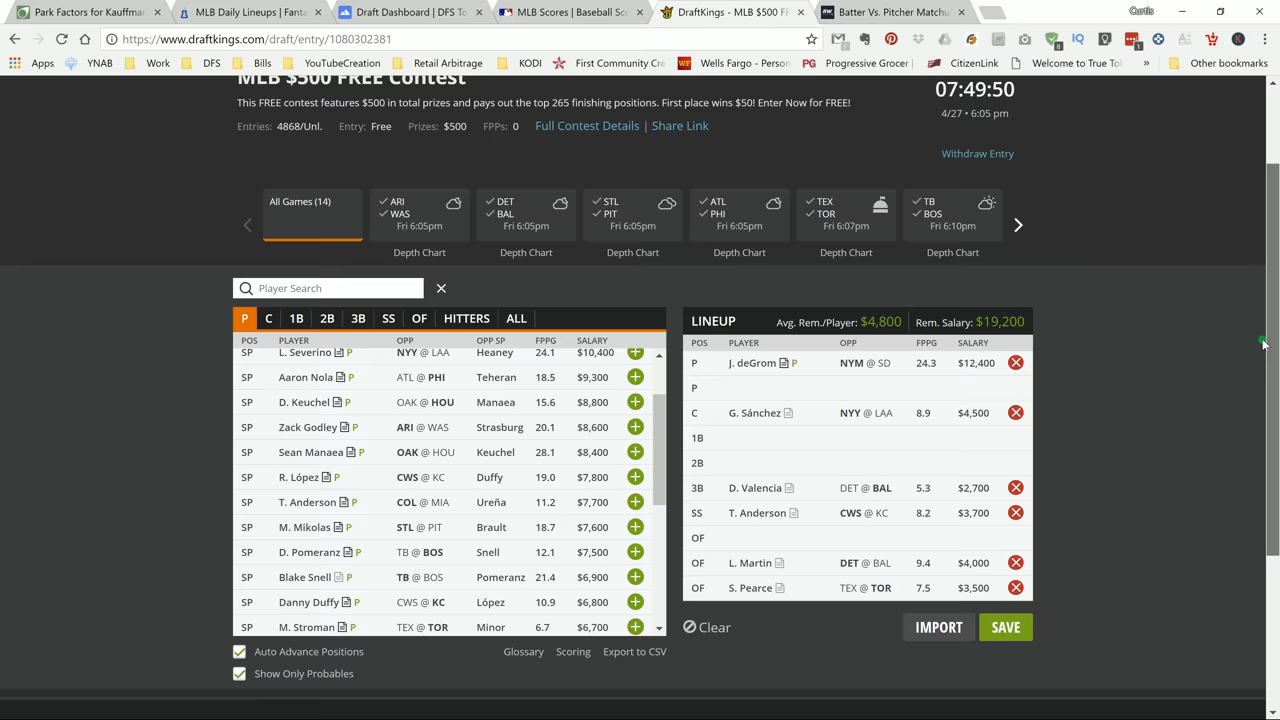 Park Factors for Kauffman
MLB Daily Lineups | Fanta
Draft Dashboard | DFS To
MLB Scores | Baseball Sco
DraftKings - MLB $500 FR
Batter Vs. Pitcher Matchu
Curtis
https://www.draftkings.com/draft/entry/1080302381
Apps YNAB Work DFS Bills YouTubeCreation Retail Arbitrage KODI First Community Cre Wells Fargo - Person Progressive Grocer CitizenLink Welcome to True To » Other bookmarks
MLB $500 FREE Contest
This FREE contest features $500 in total prizes and pays out the top 265 finishing positions. First place wins $50! Enter Now for FREE!
Entries: 4868/Unl. Entry: Free Prizes: $500 FPPs: 0 Full Contest Details | Share Link
07:49:50
4/27 • 6:05 pm
Withdraw Entry
All Games (14)
ARI
WAS
Fri 6:05pm
DET
BAL
Fri 6:05pm
STL
PIT
Fri 6:05pm
ATL
PHI
Fri 6:05pm
TEX
TOR
Fri 6:07pm
TB
BOS
Fri 6:10pm
Depth Chart Depth Chart Depth Chart Depth Chart Depth Chart Depth Chart
Player Search
P C 1B 2B 3B SS OF HITTERS ALL
POS PLAYER OPP OPP SP FPPG SALARY
SP L. Severino P NYY @ LAA Heaney 24.1 $10,400
SP Aaron Nola P ATL @ PHI Teheran 18.5 $9,300
SP D. Keuchel P OAK @ HOU Manaea 15.6 $8,800
SP Zack Godley P ARI @ WAS Strasburg 20.1 $8,600
SP Sean Manaea P OAK @ HOU Keuchel 28.1 $8,400
SP R. López P CWS @ KC Duffy 19.0 $7,800
SP T. Anderson P COL @ MIA Ureña 11.2 $7,700
SP M. Mikolas P STL @ PIT Brault 18.7 $7,600
SP D. Pomeranz P TB @ BOS Snell 12.1 $7,500
SP Blake Snell P TB @ BOS Pomeranz 21.4 $6,900
SP Danny Duffy P CWS @ KC López 10.9 $6,800
SP M. Stroman P TEX @ TOR Minor 6.7 $6,700
Auto Advance Positions
Show Only Probables
Glossary Scoring Export to CSV
LINEUP Avg. Rem./Player: $4,800 Rem. Salary: $19,200
POS PLAYER OPP FPPG SALARY
P J. deGrom P NYM @ SD 24.3 $12,400
P
C G. Sánchez NYY @ LAA 8.9 $4,500
1B
2B
3B D. Valencia DET @ BAL 5.3 $2,700
SS T. Anderson CWS @ KC 8.2 $3,700
OF
OF L. Martin DET @ BAL 9.4 $4,000
OF S. Pearce TEX @ TOR 7.5 $3,500
Clear IMPORT SAVE